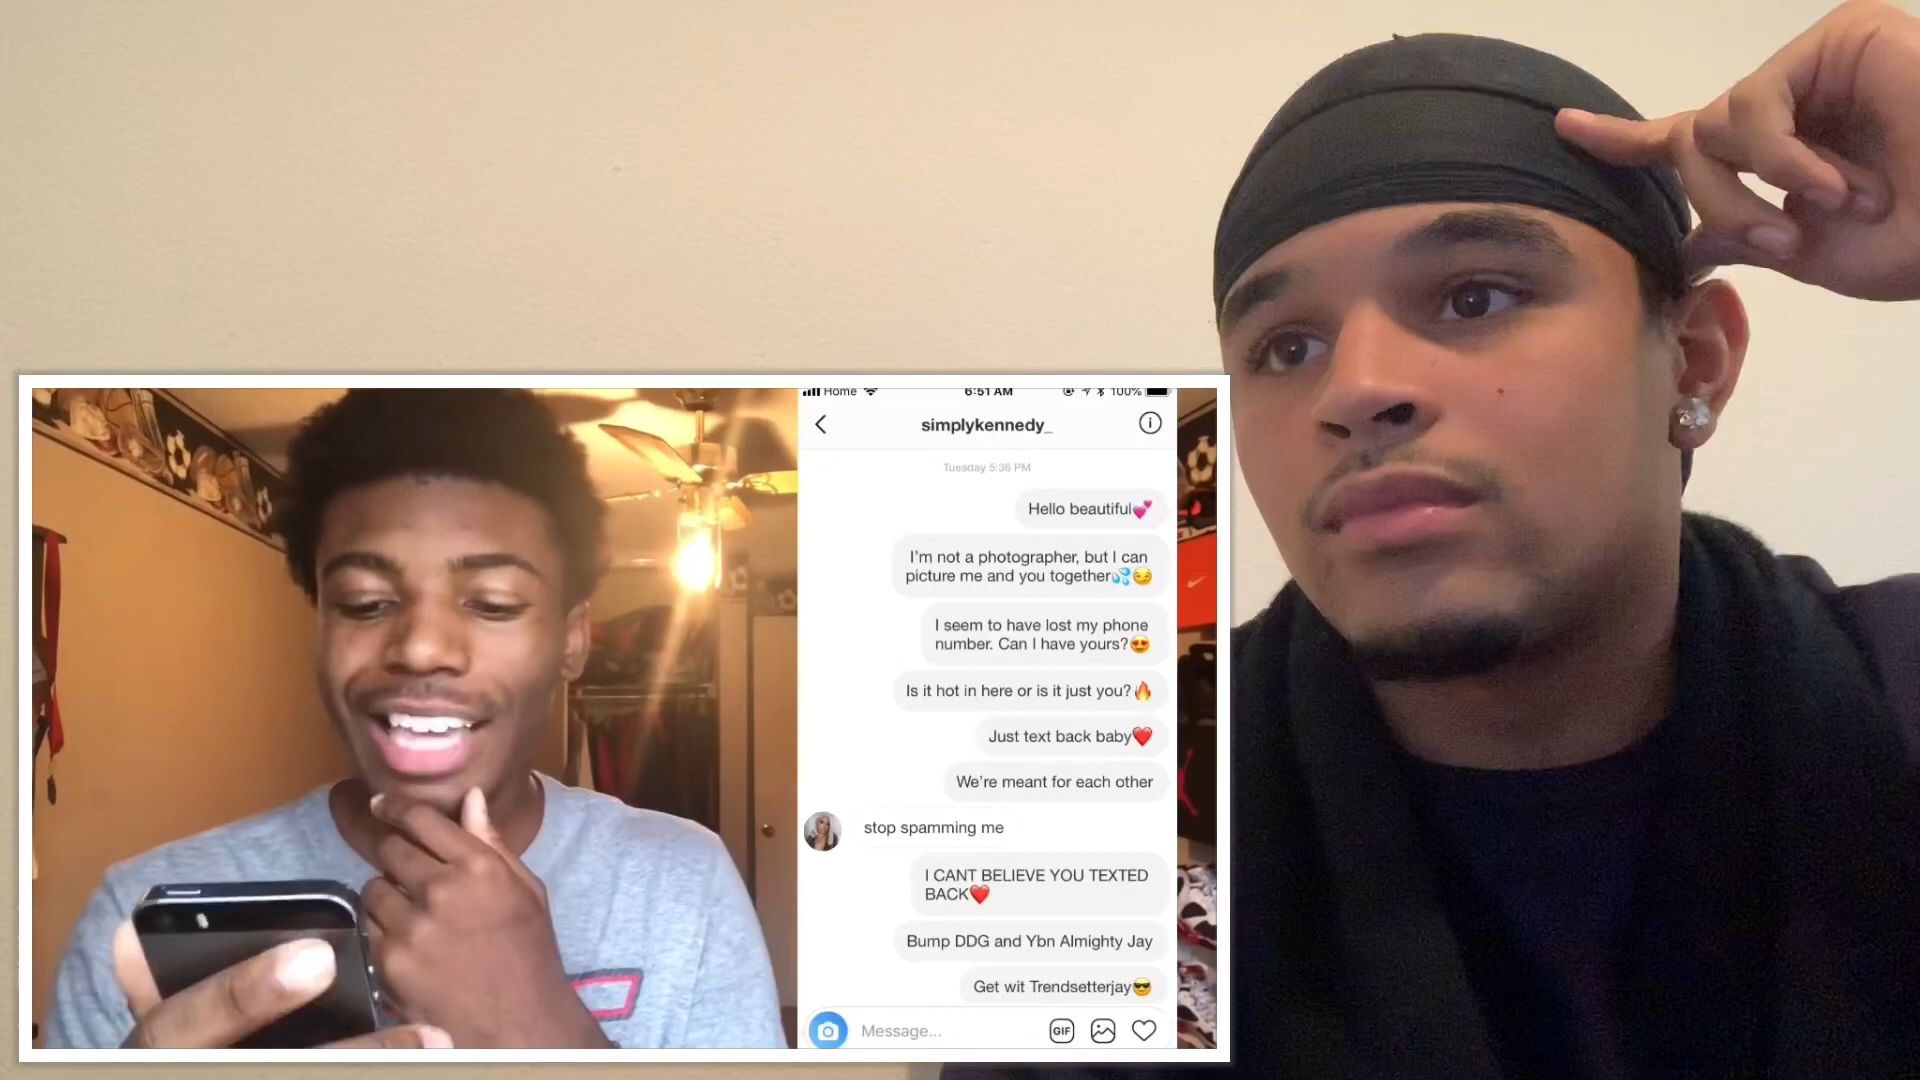 Home 6:51 AM 100%
simplykennedy_
Tuesday 5:36 PM
Hello beautiful💕
I'm not a photographer, but I can
picture me and you together💦😏
I seem to have lost my phone
number. Can I have yours?😍
Is it hot in here or is it just you?🔥
Just text back baby❤️
We're meant for each other
stop spamming me
I CANT BELIEVE YOU TEXTED
BACK❤️
Bump DDG and Ybn Almighty Jay
Get wit Trendsetterjay😎
Message...
GIF